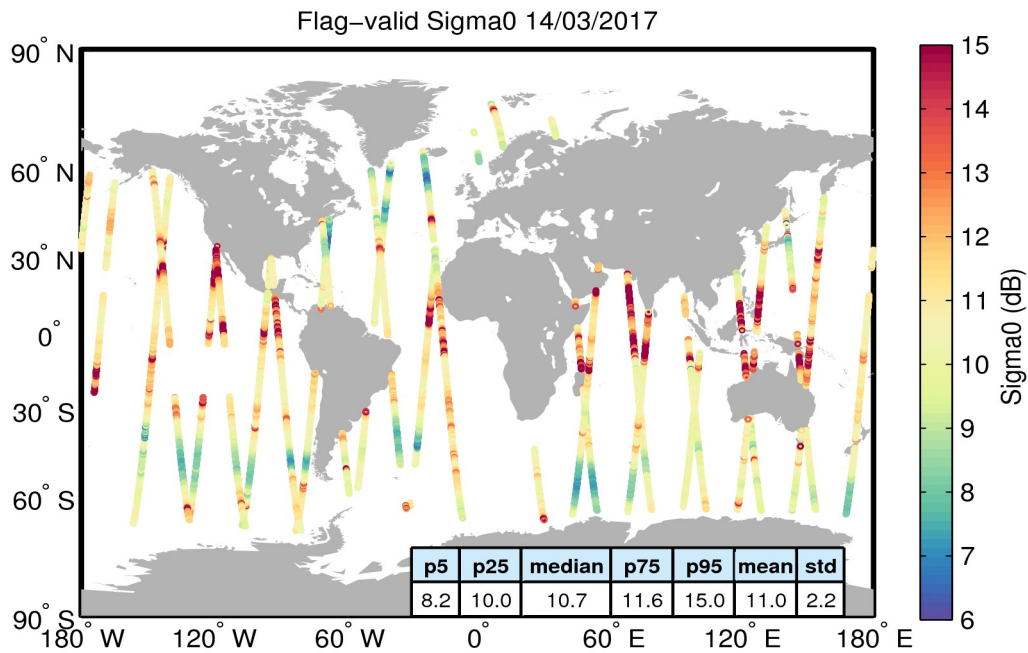 Flag−valid Sigma0 14/03/2017
90° N
60° N
30° N
0°
30° S
60° S
90° S
180° W
120° W
60° W
0°
60° E
120° E
180° E
p5 p25 median p75 p95 mean std
8.2 10.0 10.7 11.6 15.0 11.0 2.2
15
14
13
12
11
10
9
8
7
6
Sigma0 (dB)